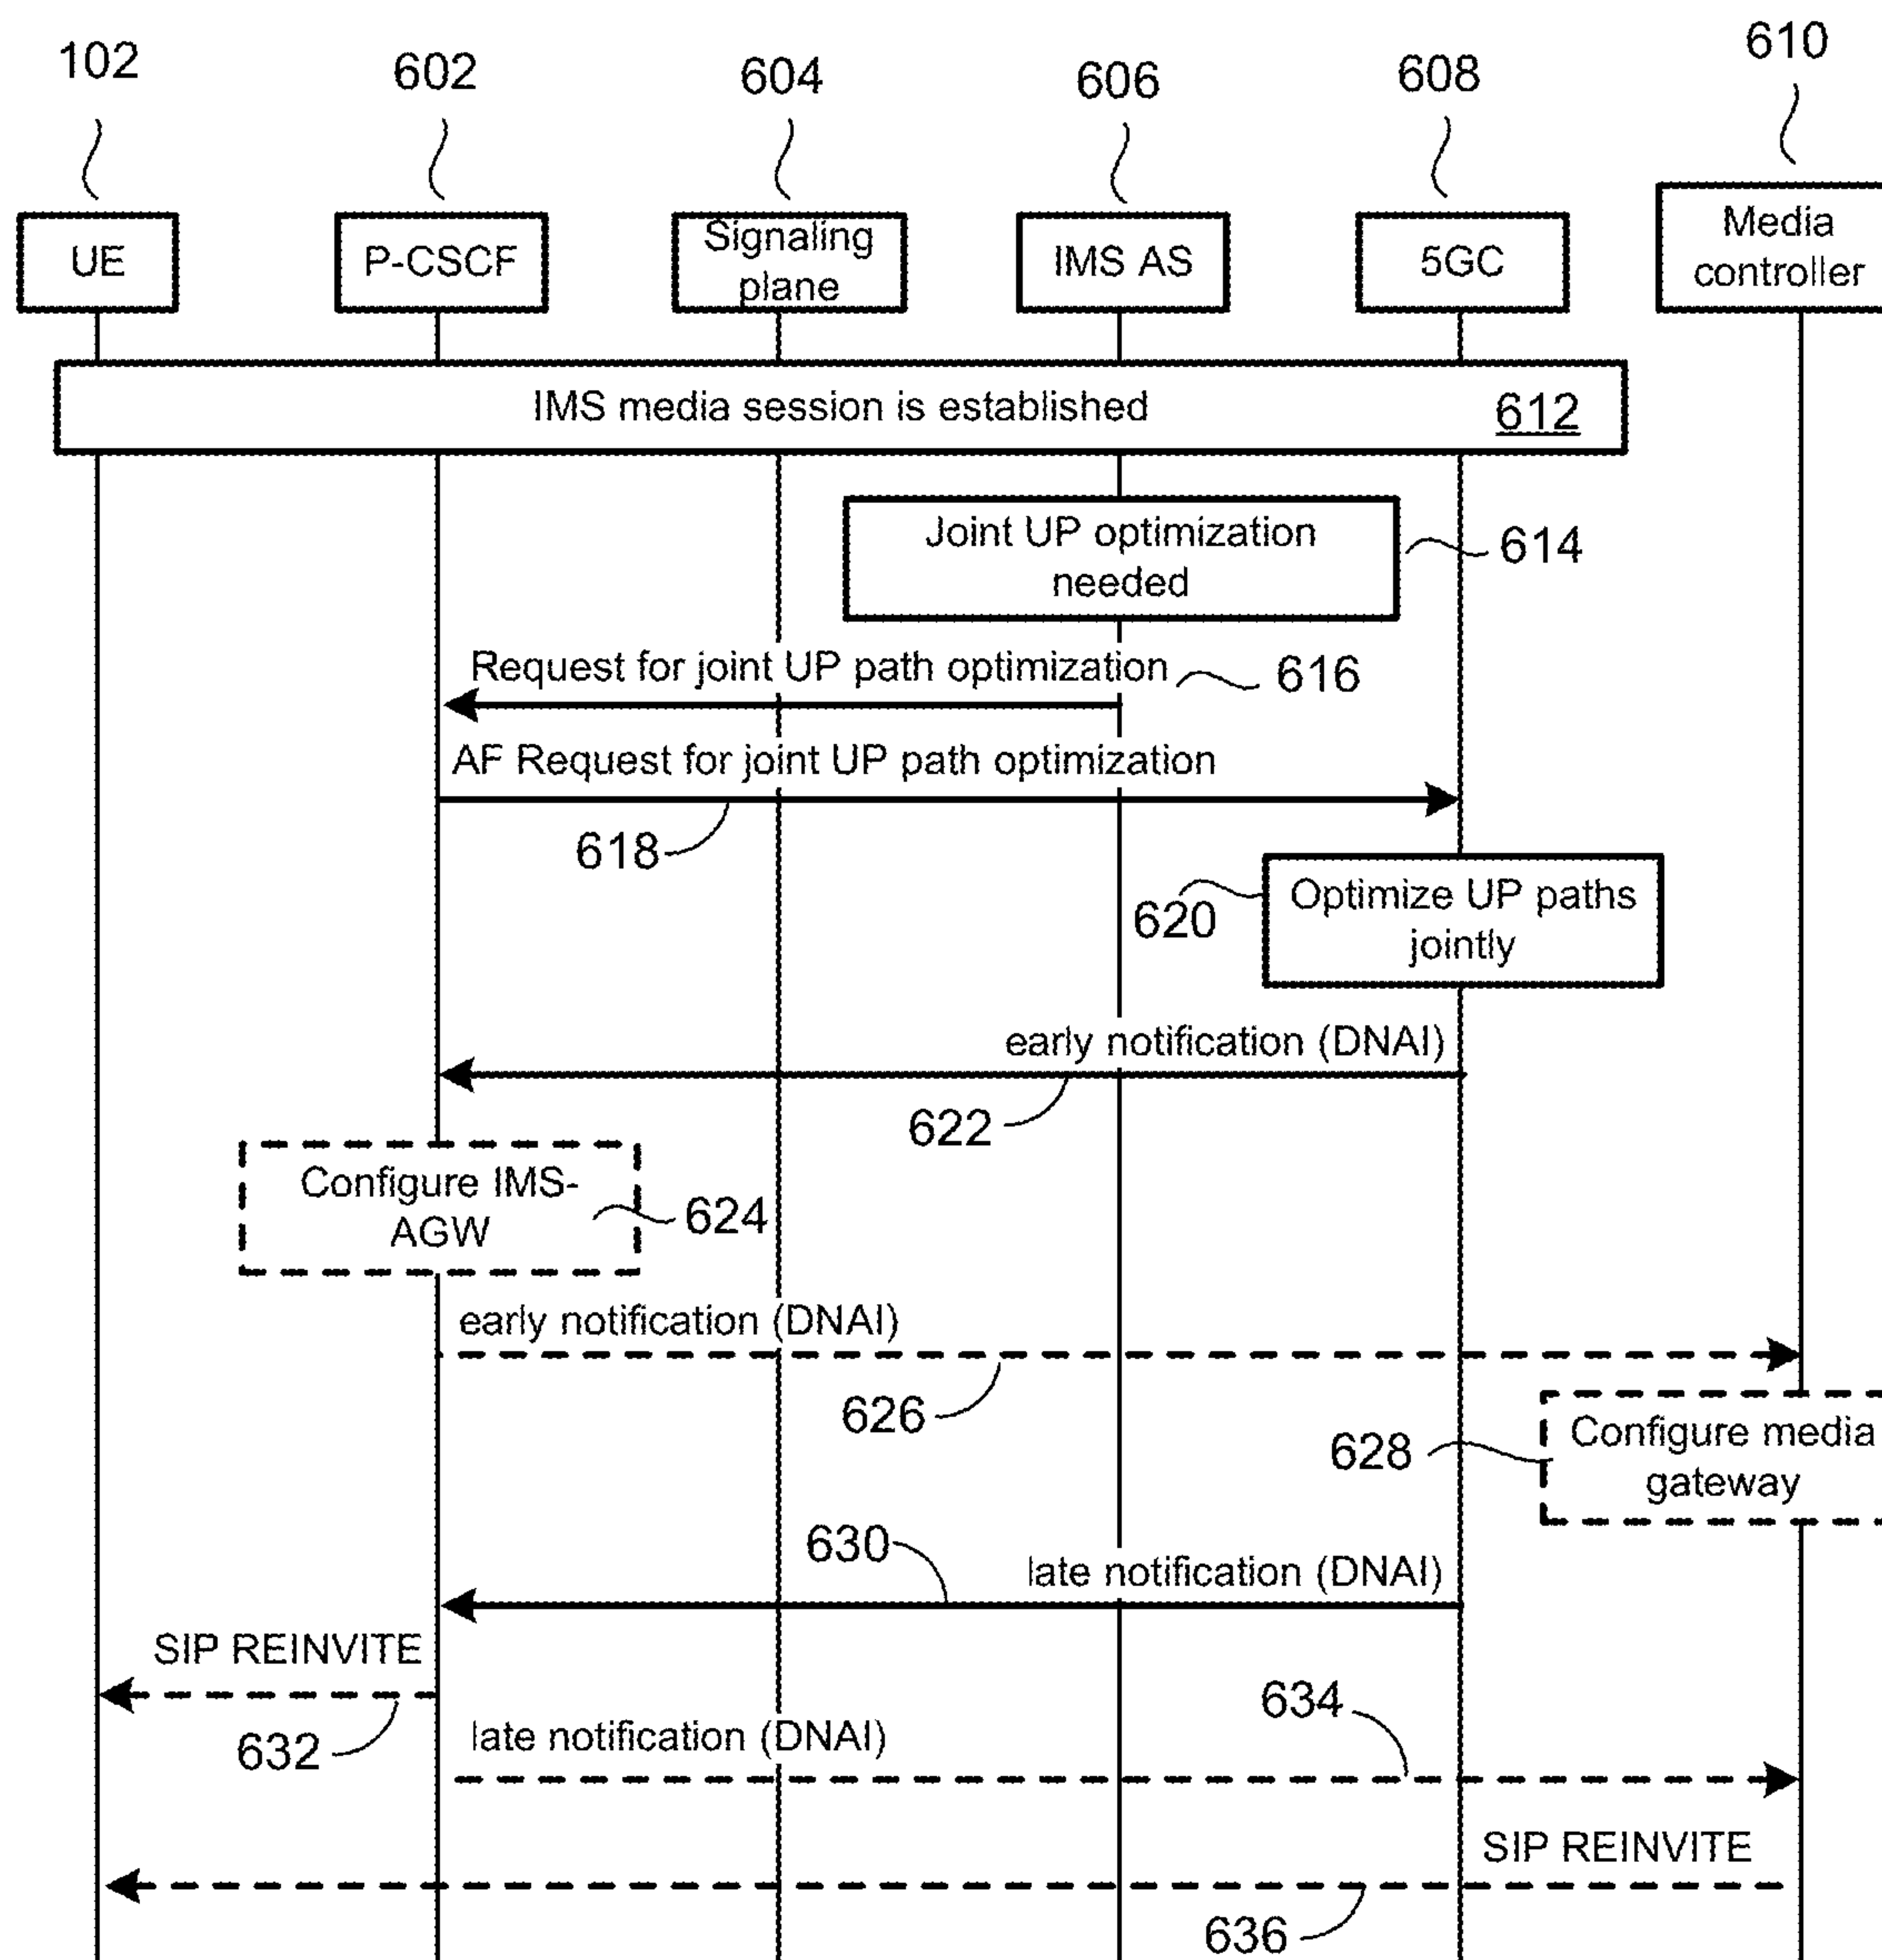 102
602
604
606
608
610
UE
P-CSCF
Signaling
plane
IMS AS
5GC
Media
controller
IMS media session is established
612
Joint UP optimization
needed
614
Request for joint UP path optimization
616
AF Request for joint UP path optimization
618
620
Optimize UP paths
jointly
early notification (DNAI)
622
Configure IMS-
AGW
624
early notification (DNAI)
626
628
Configure media
gateway
630
late notification (DNAI)
SIP REINVITE
632
634
late notification (DNAI)
SIP REINVITE
636